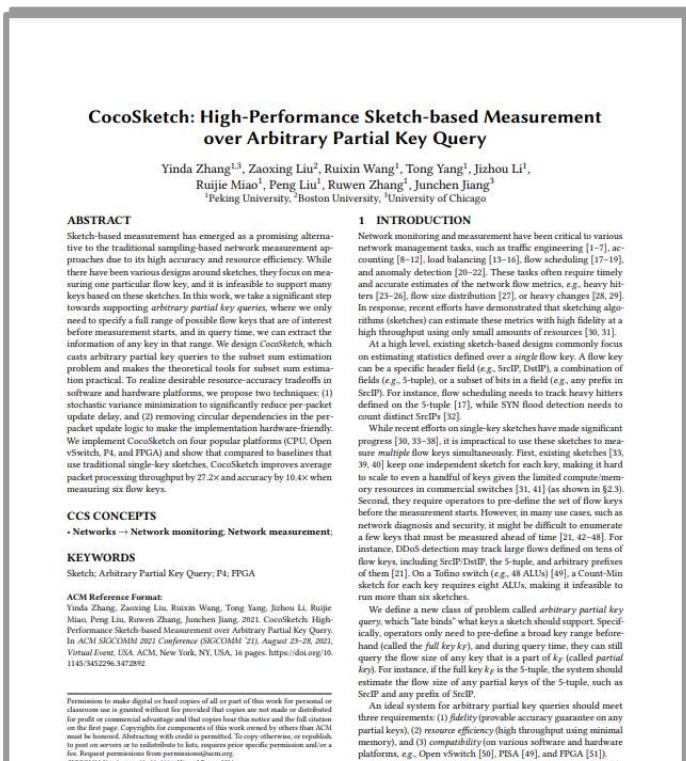 CocoSketch: High-Performance Sketch-based Measurement
over Arbitrary Partial Key Query
Yinda Zhang1,3, Zaoxing Liu2, Ruixin Wang1, Tong Yang1, Jizhou Li1,
Ruijie Miao1, Peng Liu1, Ruwen Zhang1, Junchen Jiang3
1Peking University, 2Boston University, 3University of Chicago
ABSTRACT
Sketch-based measurement has emerged as a promising alterna-
tive to the traditional sampling-based network measurement ap-
proaches due to its high accuracy and resource efficiency. While
there have been various designs around sketches, they focus on mea-
suring one particular flow key, and it is infeasible to support many
keys based on these sketches. In this work, we take a significant step
towards supporting arbitrary partial key queries, where we only
need to specify a full range of possible flow keys that are of interest
before measurement starts, and in query time, we can extract the
information of any key in that range. We design CocoSketch, which
casts arbitrary partial key queries to the subset sum estimation
problem and makes the theoretical tools for subset sum estima-
tion practical. To realize desirable resource-accuracy tradeoffs in
software and hardware platforms, we propose two techniques: (1)
stochastic variance minimization to significantly reduce per-packet
update delay, and (2) removing circular dependencies in the per-
packet update logic to make the implementation hardware-friendly.
We implement CocoSketch on four popular platforms (CPU, Open
vSwitch, P4, and FPGA) and show that compared to baselines that
use traditional single-key sketches, CocoSketch improves average
packet processing throughput by 27.2× and accuracy by 10.4× when
measuring six flow keys.
CCS CONCEPTS
• Networks → Network monitoring; Network measurement;
KEYWORDS
Sketch; Arbitrary Partial Key Query; P4; FPGA
ACM Reference Format:
Yinda Zhang, Zaoxing Liu, Ruixin Wang, Tong Yang, Jizhou Li, Ruijie
Miao, Peng Liu, Ruwen Zhang, Junchen Jiang. 2021. CocoSketch: High-
Performance Sketch-based Measurement over Arbitrary Partial Key Query.
In ACM SIGCOMM 2021 Conference (SIGCOMM '21), August 23–28, 2021,
Virtual Event, USA. ACM, New York, NY, USA, 16 pages. https://doi.org/10.
1145/3452296.3472892
Permission to make digital or hard copies of all or part of this work for personal or
classroom use is granted without fee provided that copies are not made or distributed
for profit or commercial advantage and that copies bear this notice and the full citation
on the first page. Copyrights for components of this work owned by others than ACM
must be honored. Abstracting with credit is permitted. To copy otherwise, or republish,
to post on servers or to redistribute to lists, requires prior specific permission and/or a
fee. Request permissions from permissions@acm.org.
1 INTRODUCTION
Network monitoring and measurement have been critical to various
network management tasks, such as traffic engineering [1–7], ac-
counting [8–12], load balancing [13–16], flow scheduling [17–19],
and anomaly detection [20–22]. These tasks often require timely
and accurate estimates of the network flow metrics, e.g., heavy hit-
ters [23–26], flow size distribution [27], or heavy changes [28, 29].
In response, recent efforts have demonstrated that sketching algo-
rithms (sketches) can estimate these metrics with high fidelity at a
high throughput using only small amounts of resources [30, 31].
At a high level, existing sketch-based designs commonly focus
on estimating statistics defined over a single flow key. A flow key
can be a specific header field (e.g., SrcIP, DstIP), a combination of
fields (e.g., 5-tuple), or a subset of bits in a field (e.g., any prefix in
SrcIP). For instance, flow scheduling needs to track heavy hitters
defined on the 5-tuple [17], while SYN flood detection needs to
count distinct SrcIPs [32].
While recent efforts on single-key sketches have made significant
progress [30, 33–38], it is impractical to use these sketches to mea-
sure multiple flow keys simultaneously. First, existing sketches [33,
39, 40] keep one independent sketch for each key, making it hard
to scale to even a handful of keys given the limited compute/mem-
ory resources in commercial switches [31, 41] (as shown in §2.3).
Second, they require operators to pre-define the set of flow keys
before the measurement starts. However, in many use cases, such as
network diagnosis and security, it might be difficult to enumerate
a few keys that must be measured ahead of time [21, 42–48]. For
instance, DDoS detection may track large flows defined on tens of
flow keys, including SrcIP/DstIP, the 5-tuple, and arbitrary prefixes
of them [21]. On a Tofino switch (e.g., 48 ALUs) [49], a Count-Min
sketch for each key requires eight ALUs, making it infeasible to
run more than six sketches.
We define a new class of problem called arbitrary partial key
query, which "late binds" what keys a sketch should support. Specif-
ically, operators only need to pre-define a broad key range before-
hand (called the full key kF), and during query time, they can still
query the flow size of any key that is a part of kF (called partial
key). For instance, if the full key kF is the 5-tuple, the system should
estimate the flow size of any partial keys of the 5-tuple, such as
SrcIP and any prefix of SrcIP.
An ideal system for arbitrary partial key queries should meet
three requirements: (1) fidelity (provable accuracy guarantee on any
partial keys), (2) resource efficiency (high throughput using minimal
memory), and (3) compatibility (on various software and hardware
platforms, e.g., Open vSwitch [50], PISA [49], and FPGA [51]).